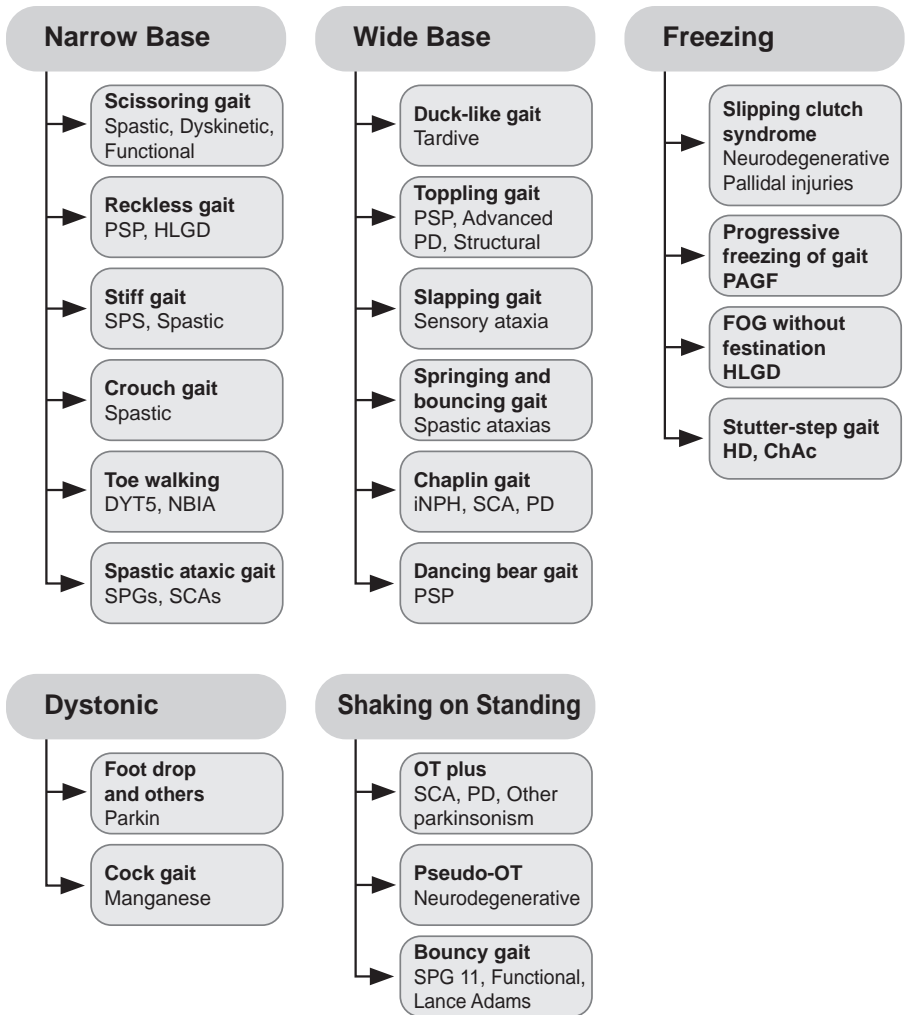 Narrow Base
Scissoring gait
Spastic, Dyskinetic,
Functional
Reckless gait
PSP, HLGD
Stiff gait
SPS, Spastic
Crouch gait
Spastic
Toe walking
DYT5, NBIA
Spastic ataxic gait
SPGs, SCAs
Wide Base
Duck-like gait
Tardive
Toppling gait
PSP, Advanced
PD, Structural
Slapping gait
Sensory ataxia
Springing and
bouncing gait
Spastic ataxias
Chaplin gait
iNPH, SCA, PD
Dancing bear gait
PSP
Freezing
Slipping clutch
syndrome
Neurodegenerative
Pallidal injuries
Progressive
freezing of gait
PAGF
FOG without
festination
HLGD
Stutter-step gait
HD, ChAc
Dystonic
Foot drop
and others
Parkin
Cock gait
Manganese
Shaking on Standing
OT plus
SCA, PD, Other
parkinsonism
Pseudo-OT
Neurodegenerative
Bouncy gait
SPG 11, Functional,
Lance Adams